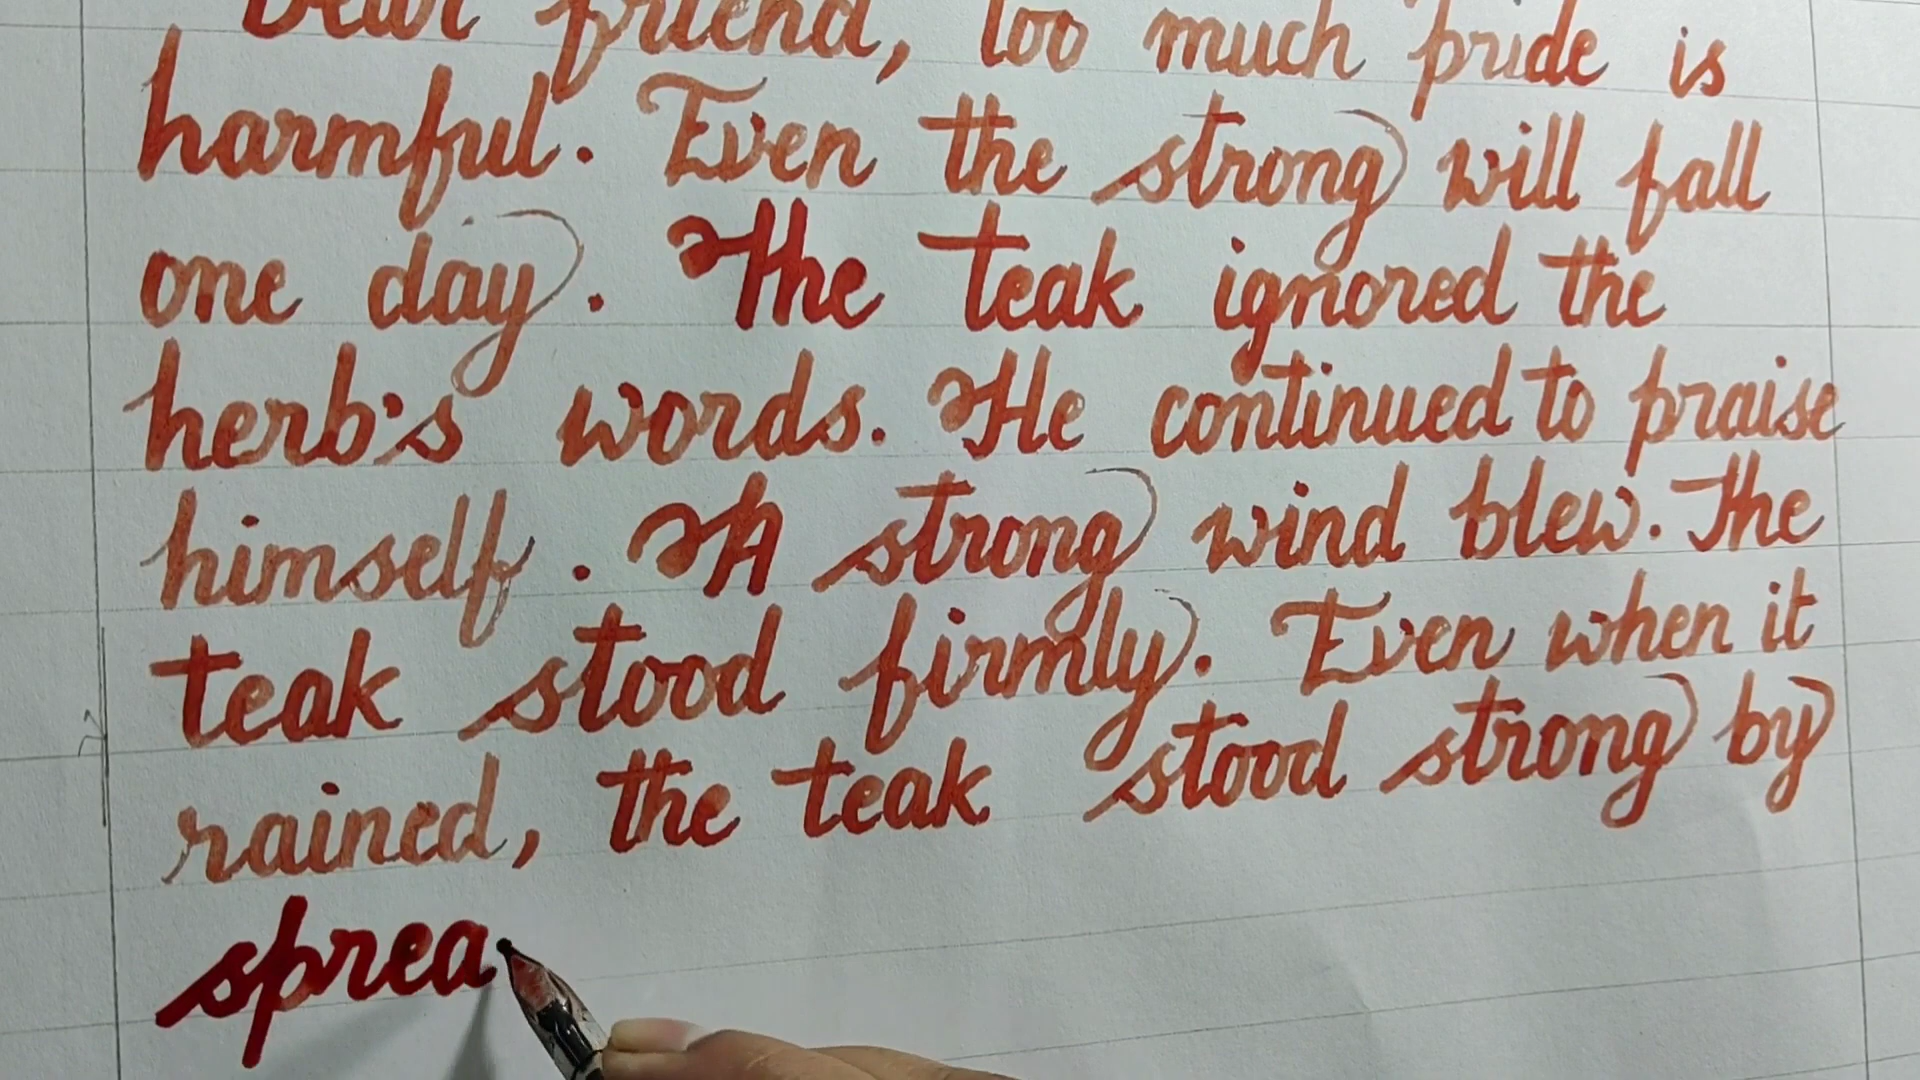 Dear friend, too much pride is
harmful. Even the strong will fall
one day. The teak ignored the
herb's words. He continued to praise
himself. A strong wind blew. The
teak stood firmly. Even when it
rained, the teak stood strong by
sprea